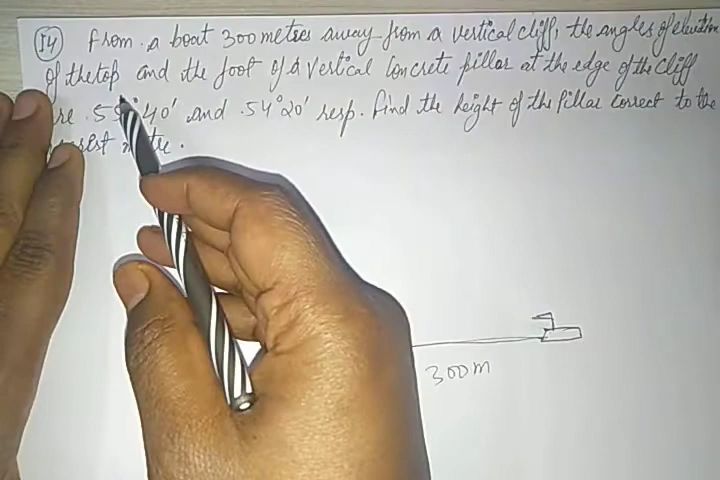 54 From a boat 300 metres away from a vertical cliff, the angles of elevation
of the top and the foot of a vertical concrete pillar at the edge of the cliff
40' and 54°20' resp. find the height of the Pillar correct to the
300m